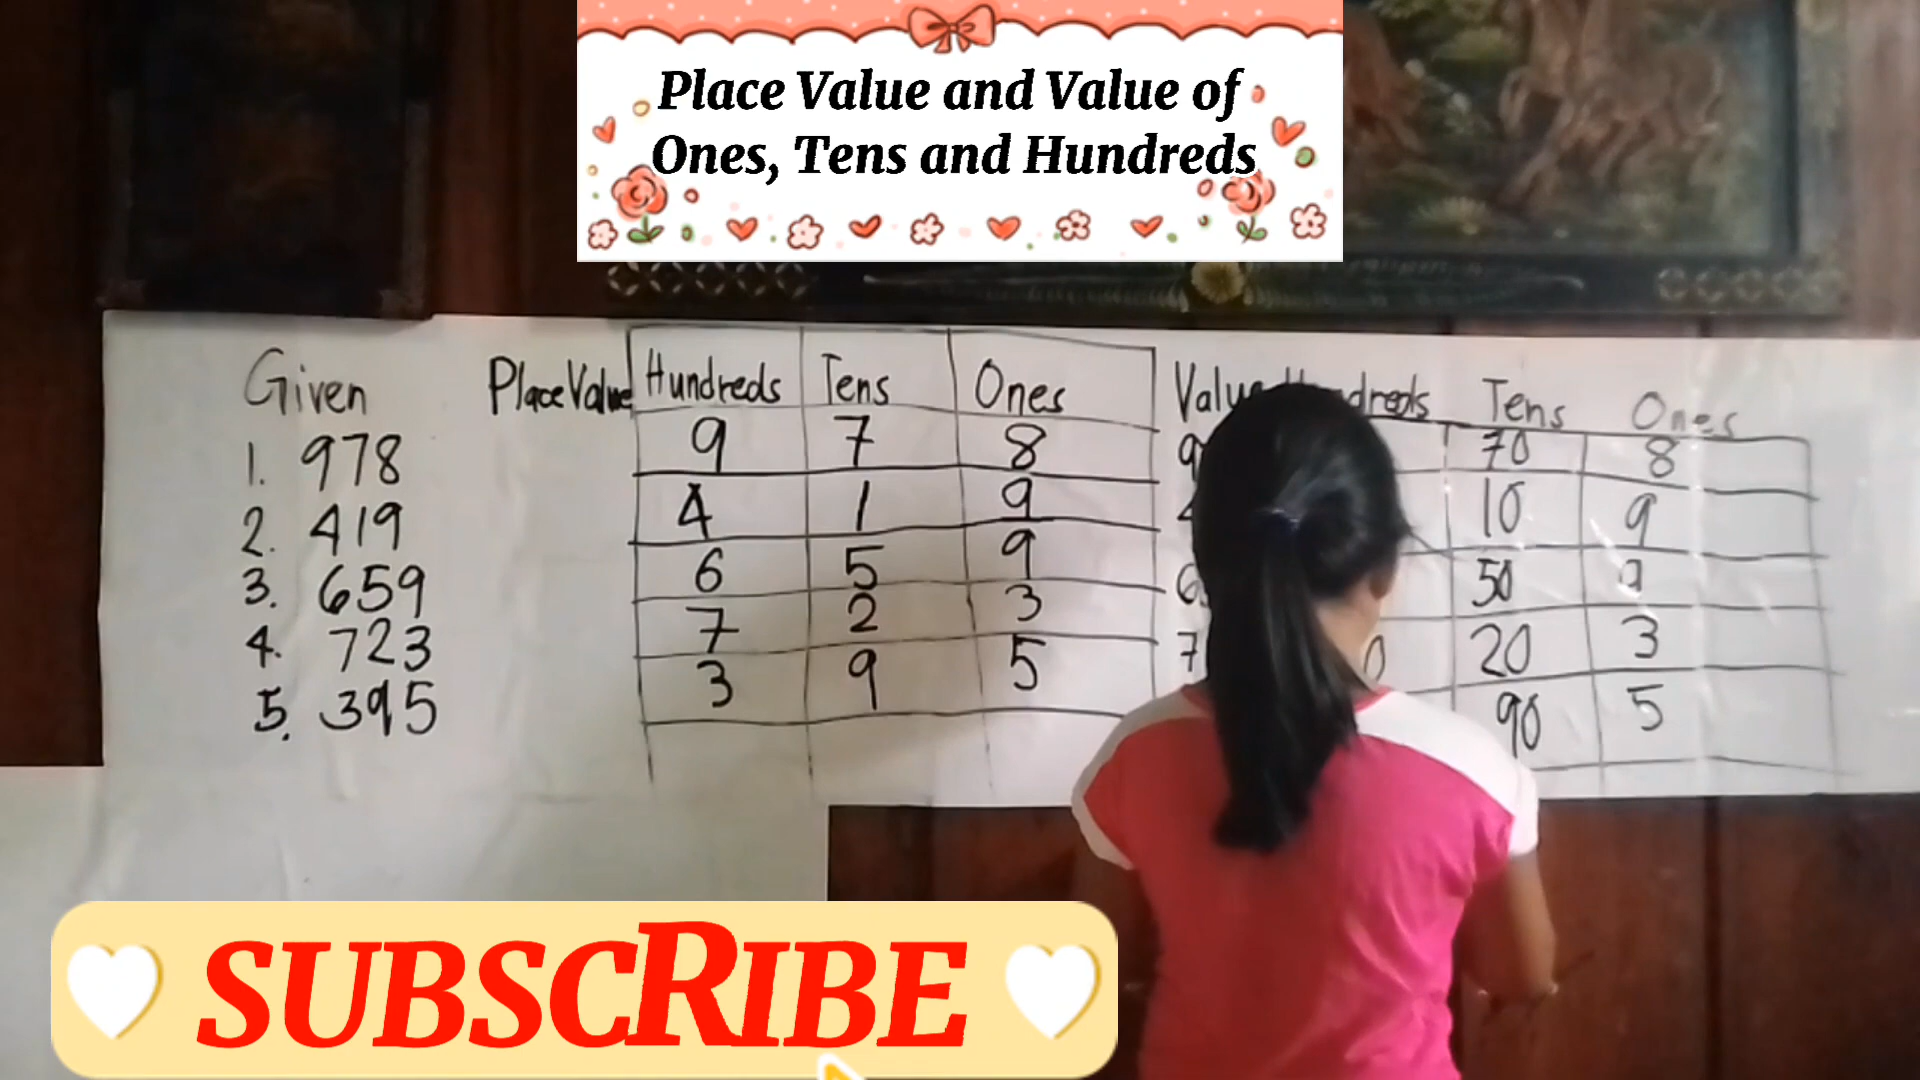 Place Value and Value of
Ones, Tens and Hundreds
Given Place Value Hundreds Tens Ones Tens Ones
1. 978 9 7 8 70 8
2. 419 4 1 9 10 9
3. 659 6 5 9 50 9
4. 723 7 2 3 20 3
5. 395 3 9 5 90 5
SUBSCRIBE